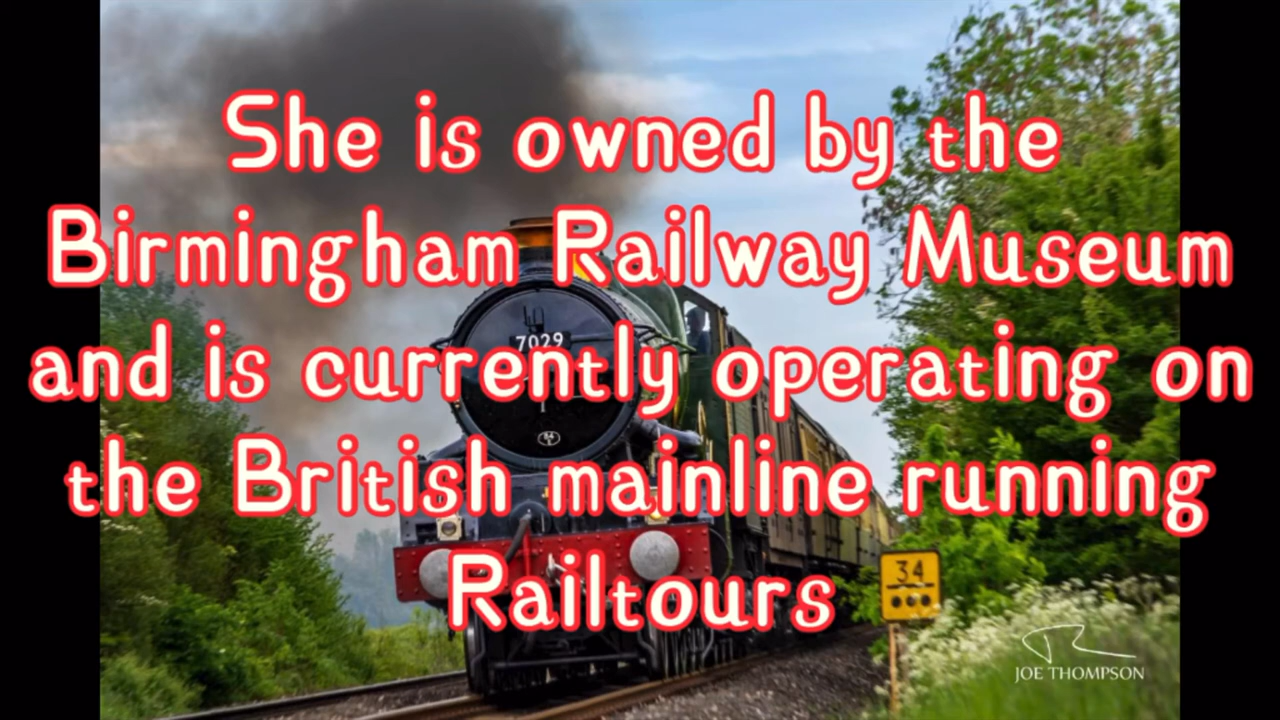 She is owned by the
Birmingham Railway Museum
7029
and is currently operating on
the British mainline running
34
Railtours
JOE THOMPSON